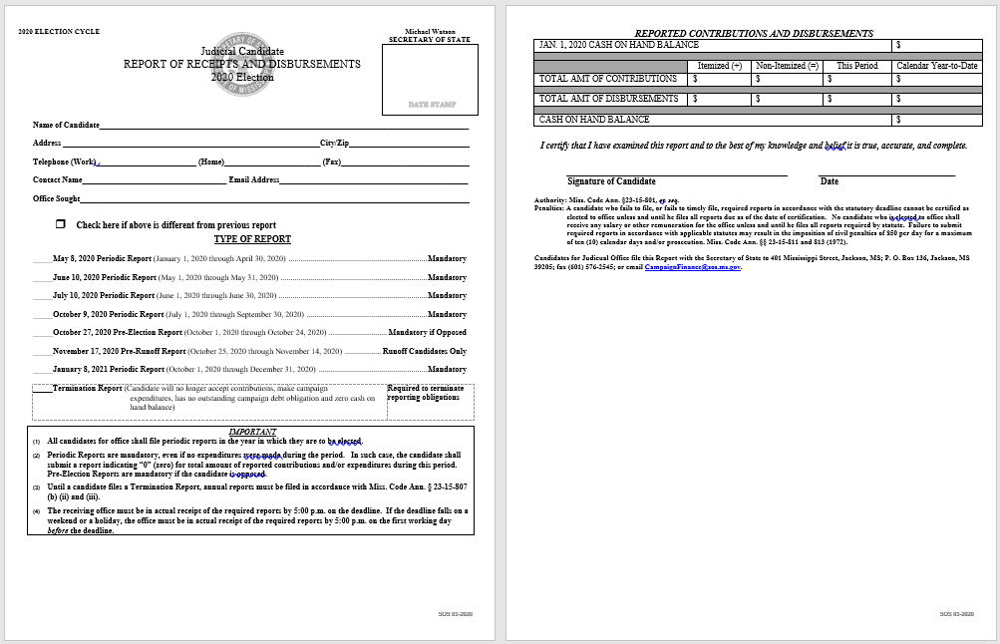 2020 ELECTION CYCLE
Michael Watson
SECRETARY OF STATE
Judicial Candidate
REPORT OF RECEIPTS AND DISBURSEMENTS
2020 Election
DATE STAMP
Name of Candidate
Address City/Zip
Telephone (Work) (Home) (Fax)
Contact Name Email Address
Office Sought
Check here if above is different from previous report
TYPE OF REPORT
May 8, 2020 Periodic Report (January 1, 2020 through April 30, 2020) Mandatory
June 10, 2020 Periodic Report (May 1, 2020 through May 31, 2020) Mandatory
July 10, 2020 Periodic Report (June 1, 2020 through June 30, 2020) Mandatory
October 9, 2020 Periodic Report (July 1, 2020 through September 30, 2020) Mandatory
October 27, 2020 Pre-Election Report (October 1, 2020 through October 24, 2020) Mandatory if Opposed
November 17, 2020 Pre-Runoff Report (October 25, 2020 through November 14, 2020) Runoff Candidates Only
January 8, 2021 Periodic Report (October 1, 2020 through December 31, 2020) Mandatory
Termination Report (Candidate will no longer accept contributions, make campaign
expenditures, has no outstanding campaign debt obligation and zero cash on
hand balance)
Required to terminate
reporting obligations
IMPORTANT
(1) All candidates for office shall file periodic reports in the year in which they are to be elected.
(2) Periodic Reports are mandatory, even if no expenditures were made during the period. In such case, the candidate shall
submit a report indicating "0" (zero) for total amount of reported contributions and/or expenditures during this period.
Pre-Election Reports are mandatory if the candidate is opposed.
(3) Until a candidate files a Termination Report, annual reports must be filed in accordance with Miss. Code Ann. § 23-15-807
(b) (ii) and (iii).
(4) The receiving office must be in actual receipt of the required reports by 5:00 p.m. on the deadline. If the deadline falls on a
weekend or a holiday, the office must be in actual receipt of the required reports by 5:00 p.m. on the first working day
before the deadline.
SOS 03-2020
REPORTED CONTRIBUTIONS AND DISBURSEMENTS
JAN. 1, 2020 CASH ON HAND BALANCE $
Itemized (+) Non-Itemized (=) This Period Calendar Year-to-Date
TOTAL AMT OF CONTRIBUTIONS $ $ $ $
TOTAL AMT OF DISBURSEMENTS $ $ $ $
CASH ON HAND BALANCE $
I certify that I have examined this report and to the best of my knowledge and belief it is true, accurate, and complete.
Signature of Candidate Date
Authority: Miss. Code Ann. §23-15-801, et seq.
Penalties: A candidate who fails to file, or fails to timely file, required reports in accordance with the statutory deadline cannot be certified as
elected to office unless and until he files all reports due as of the date of certification. No candidate who is elected to office shall
receive any salary or other remuneration for the office unless and until he files all reports required by statute. Failure to submit
required reports in accordance with applicable statutes may result in the imposition of civil penalties of $50 per day for a maximum
of ten (10) calendar days and/or prosecution. Miss. Code Ann. §§ 23-15-811 and 813 (1972).
Candidates for Judicial Office file this Report with the Secretary of State to 401 Mississippi Street, Jackson, MS; P. O. Box 136, Jackson, MS
39205; fax (601) 576-2545; or email CampaignFinance@sos.ms.gov.
SOS 03-2020